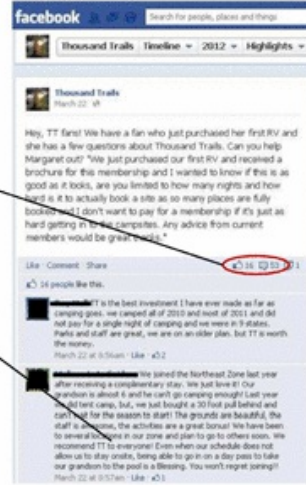 facebook Search for people, places and things
Thousand Trails Timeline 2012 Highlights
Thousand Trails
March 22
Hey, TT fans! We have a fan who just purchased her first RV and
she has a few questions about Thousand Trails. Can you help
Margaret out? "We just purchased our first RV and received a
brochure for this membership and I wanted to know if this is as
good as it looks, are you limited to how many nights and how
hard is it to actually book a site as so many places are fully
booked and I don't want to pay for a membership if it's just as
hard getting in to the campsites. Any advice from current
members would be great thanks."
Like Comment Share 16 53 1
16 people like this.
TT is the best investment I have ever made as far as
camping goes. we camped all of 2010 and most of 2011 and did
not pay for a single night of camping and we were in 9 states.
Parks and staff are great, we are on an older plan. but TT is worth
the money.
March 22 at 8:56am Like 2
We joined the Northeast Zone last year
after receiving a complimentary stay. We just love it! Our
grandson is almost 6 and he can't go camping enough! Last year
we did tent camp, but, we just bought a 30 foot pull behind and
can't wait for the season to start! The grounds are beautiful, the
staff is awesome, the activities are a great bonus! We have been
to several locations in our zone and plan to go to others soon. We
recommend TT to everyone! Even when our schedule does not
allow us to stay onsite, being able to go in on a day pass to take
our grandson to the pool is a Blessing. You won't regret joining!!
March 22 at 8:57am Like 1